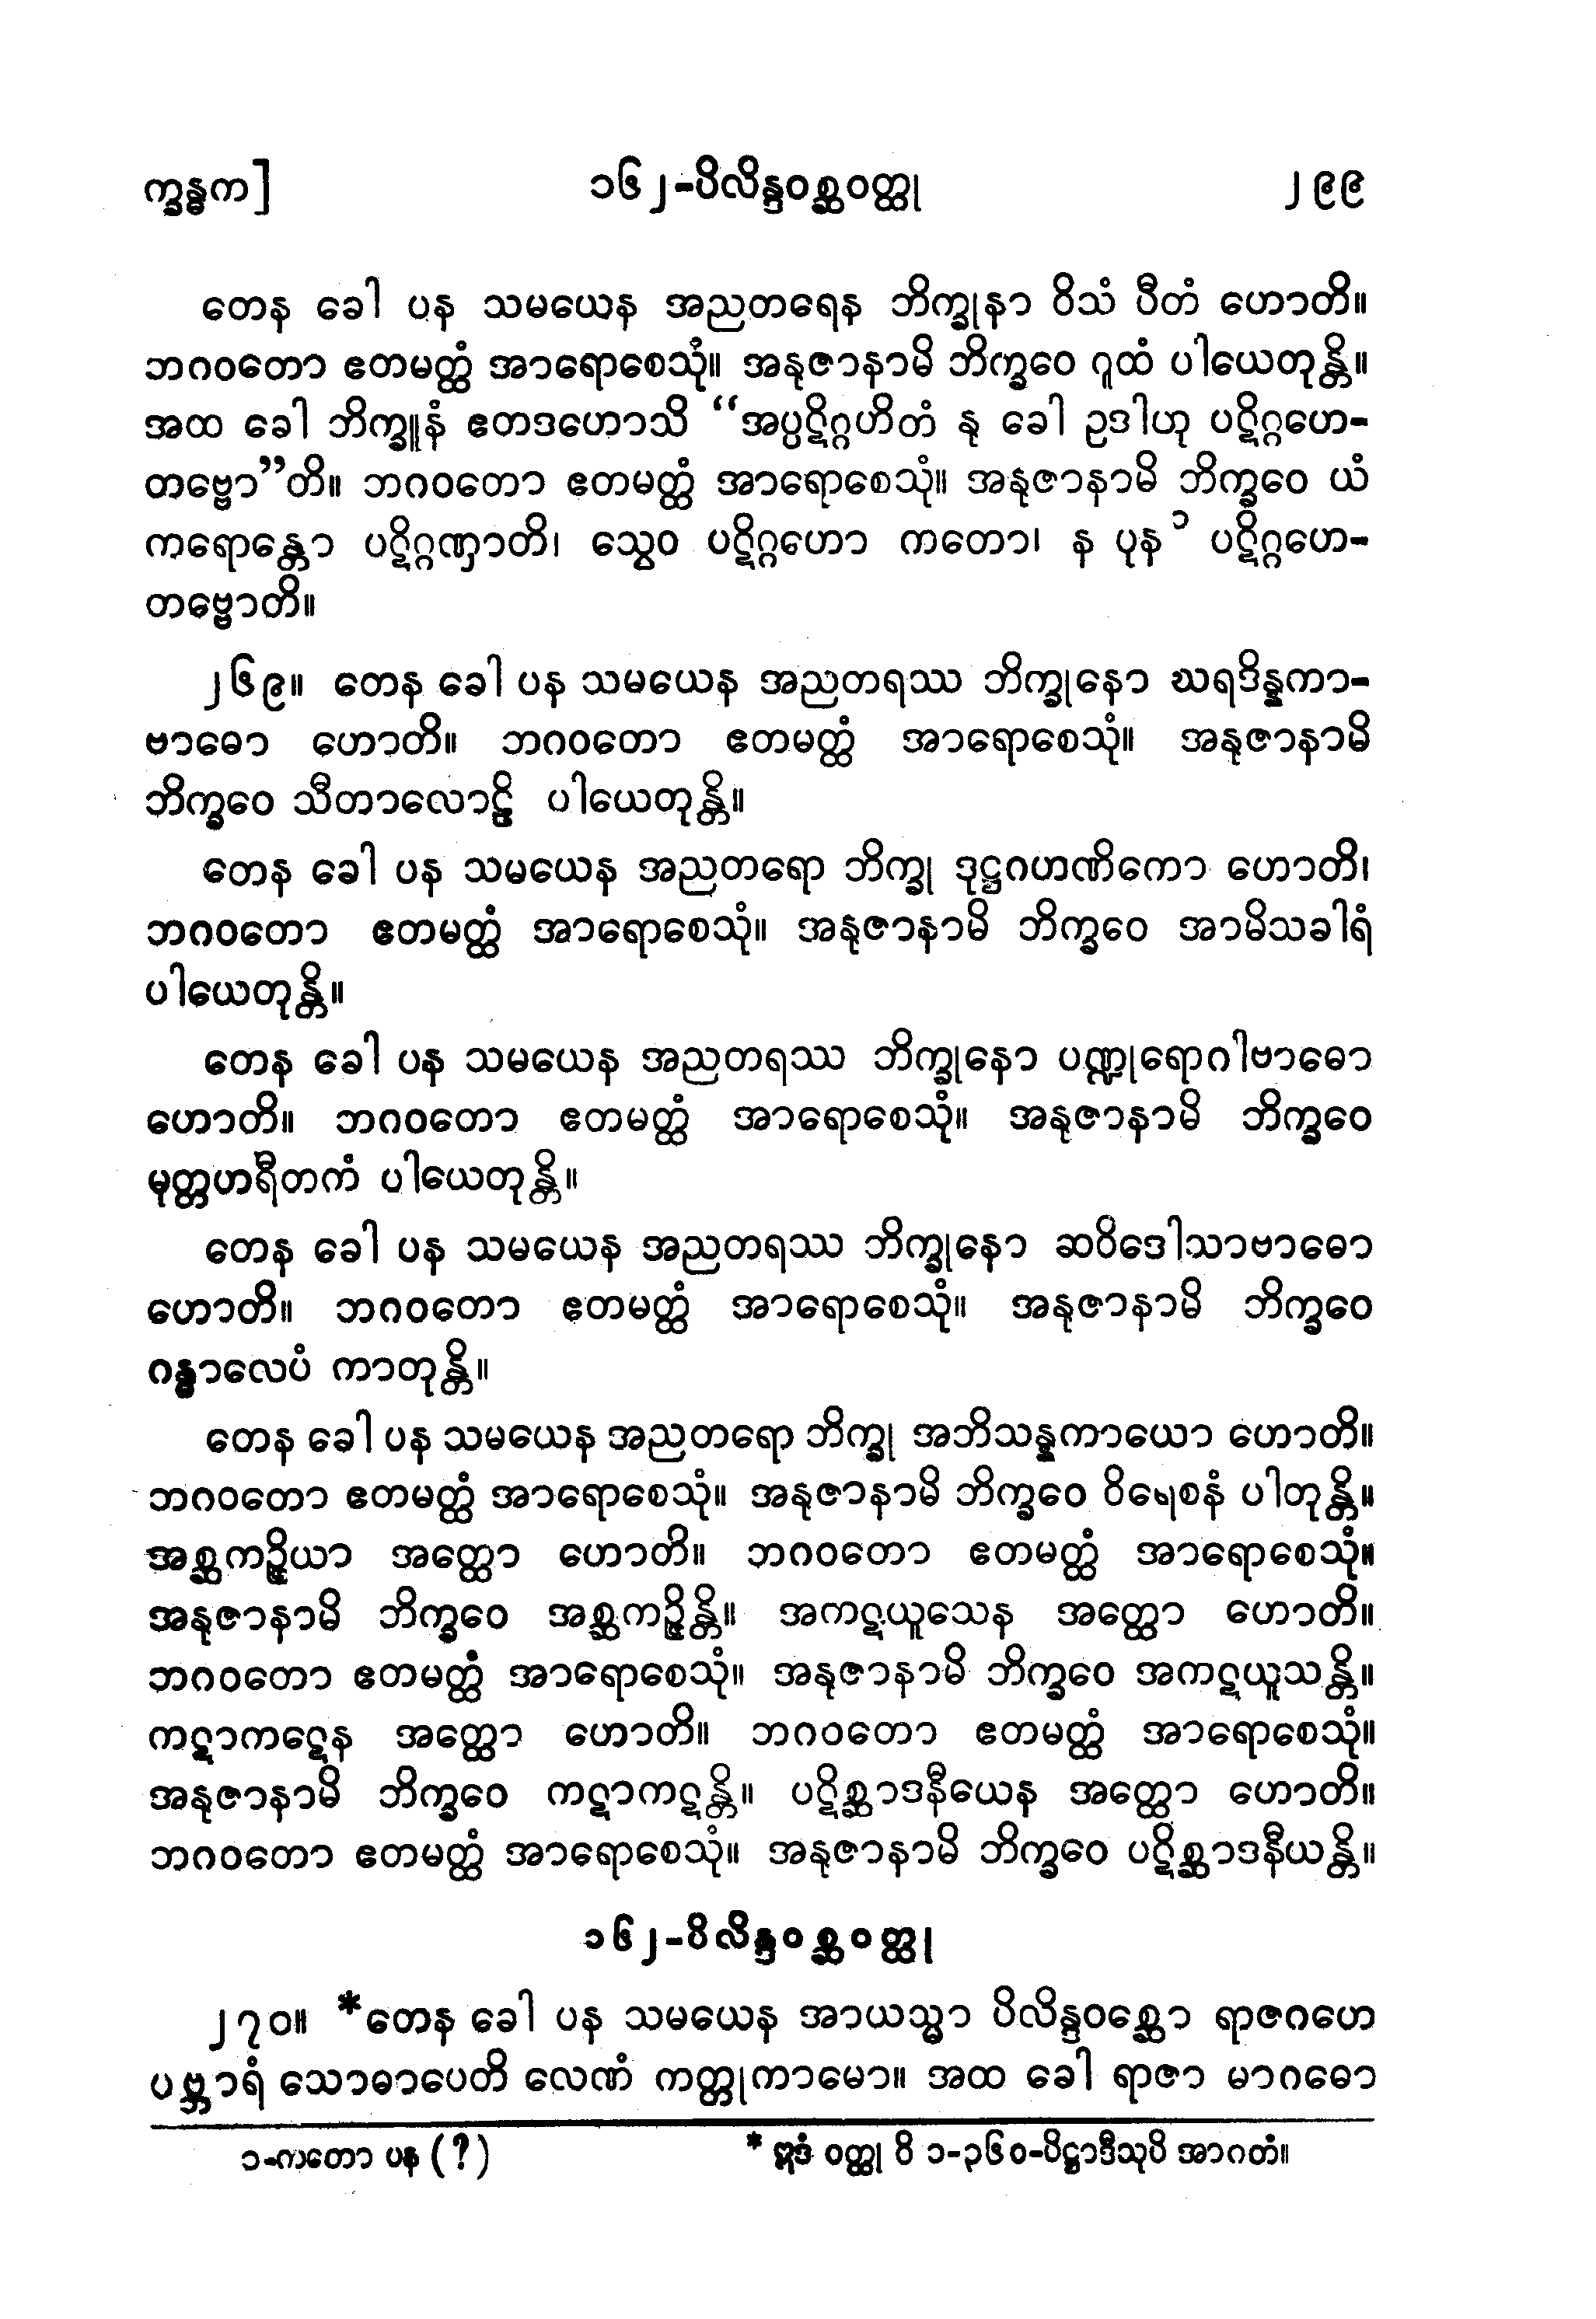 က္ခန္ဓက]
၁၆၂-ပိလိန္ဒဝစ္ဆဝတ္ထု
၂၉၉
တေန ခေါ ပန သမယေန အညတရေန ဘိက္ခုနာ ဝိသံ ပီတံ ဟောတိ။
ဘဂဝတော ဧတမတ္ထံ အာရောစေသုံ။ အနုဇာနာမိ ဘိက္ခဝေ ဂူထံ ပါယေတုန္တိ။
အထ ခေါ ဘိက္ခူနံ ဧတဒဟောသိ “အပ္ပဋိဂ္ဂဟိတံ နု ခေါ ဥဒါဟု ပဋိဂ္ဂဟေ-
တဗ္ဗော”တိ။ ဘဂဝတော ဧတမတ္ထံ အာရောစေသုံ။ အနုဇာနာမိ ဘိက္ခဝေ ယံ
ကရောန္တော ပဋိဂ္ဂဏှာတိ၊ သွေဝ ပဋိဂ္ဂဟော ကတော၊ န ပုန ၁ ပဋိဂ္ဂဟေ-
တဗ္ဗောတိ။
၂၆၉။ တေန ခေါ ပန သမယေန အညတရဿ ဘိက္ခုနော ဃရဒိန္နကာ-
ဗာဓော ဟောတိ။ ဘဂဝတော ဧတမတ္ထံ အာရောစေသုံ။ အနုဇာနာမိ
ဘိက္ခဝေ သီတာလောဠိံ ပါယေတုန္တိ။
တေန ခေါ ပန သမယေန အညတရော ဘိက္ခု ဒုဋ္ဌဂဟဏိကော ဟောတိ၊
ဘဂဝတော ဧတမတ္ထံ အာရောစေသုံ။ အနုဇာနာမိ ဘိက္ခဝေ အာမိသခါရံ
ပါယေတုန္တိ။
တေန ခေါ ပန သမယေန အညတရဿ ဘိက္ခုနော ပဏ္ဍုရောဂါဗာဓော
ဟောတိ။ ဘဂဝတော ဧတမတ္ထံ အာရောစေသုံ။ အနုဇာနာမိ ဘိက္ခဝေ
မုတ္တဟရီတကံ ပါယေတုန္တိ။
တေန ခေါ ပန သမယေန အညတရဿ ဘိက္ခုနော ဆဝိဒေါသာဗာဓော
ဟောတိ။ ဘဂဝတော ဧတမတ္ထံ အာရောစေသုံ။ အနုဇာနာမိ ဘိက္ခဝေ
ဂန္ဓာလေပံ ကာတုန္တိ။
တေန ခေါ ပန သမယေန အညတရော ဘိက္ခု အဘိသန္နကာယော ဟောတိ။
ဘဂဝတော ဧတမတ္ထံ အာရောစေသုံ။ အနုဇာနာမိ ဘိက္ခဝေ ဝိရေစနံ ပါတုန္တိ။
အစ္ဆကဉ္ဇိယာ အတ္ထော ဟောတိ။ ဘဂဝတော ဧတမတ္ထံ အာရောစေသုံ။
အနုဇာနာမိ ဘိက္ခဝေ အစ္ဆကဉ္ဇိန္တိ။ အကဋယူသေန အတ္ထော ဟောတိ။
ဘဂဝတော ဧတမတ္ထံ အာရောစေသုံ။ အနုဇာနာမိ ဘိက္ခဝေ အကဋယူသန္တိ။
ကဋာကဋေန အတ္ထော ဟောတိ။ ဘဂဝတော ဧတမတ္ထံ အာရောစေသုံ။
အနုဇာနာမိ ဘိက္ခဝေ ကဋာကဋန္တိ။ ပဋိစ္ဆာဒနီယေန အတ္ထော ဟောတိ။
ဘဂဝတော ဧတမတ္ထံ အာရောစေသုံ။ အနုဇာနာမိ ဘိက္ခဝေ ပဋိစ္ဆာဒနီယန္တိ။
၁၆၂-ပိလိန္ဒဝစ္ဆဝတ္ထု
၂၇၀။ *တေန ခေါ ပန သမယေန အာယသ္မာ ပိလိန္ဒဝစ္ဆော ရာဇဂဟေ
ပဗ္ဘာရံ သောဓာပေတိ လေဏံ ကတ္တုကာမော။ အထ ခေါ ရာဇာ မာဂဓော
၁-ကတော ပန (?)
* ဣဒံ ဝတ္ထု ဝိ ၁-၃၆၀-ပိဋ္ဌာဒီသုပိ အာဂတံ။